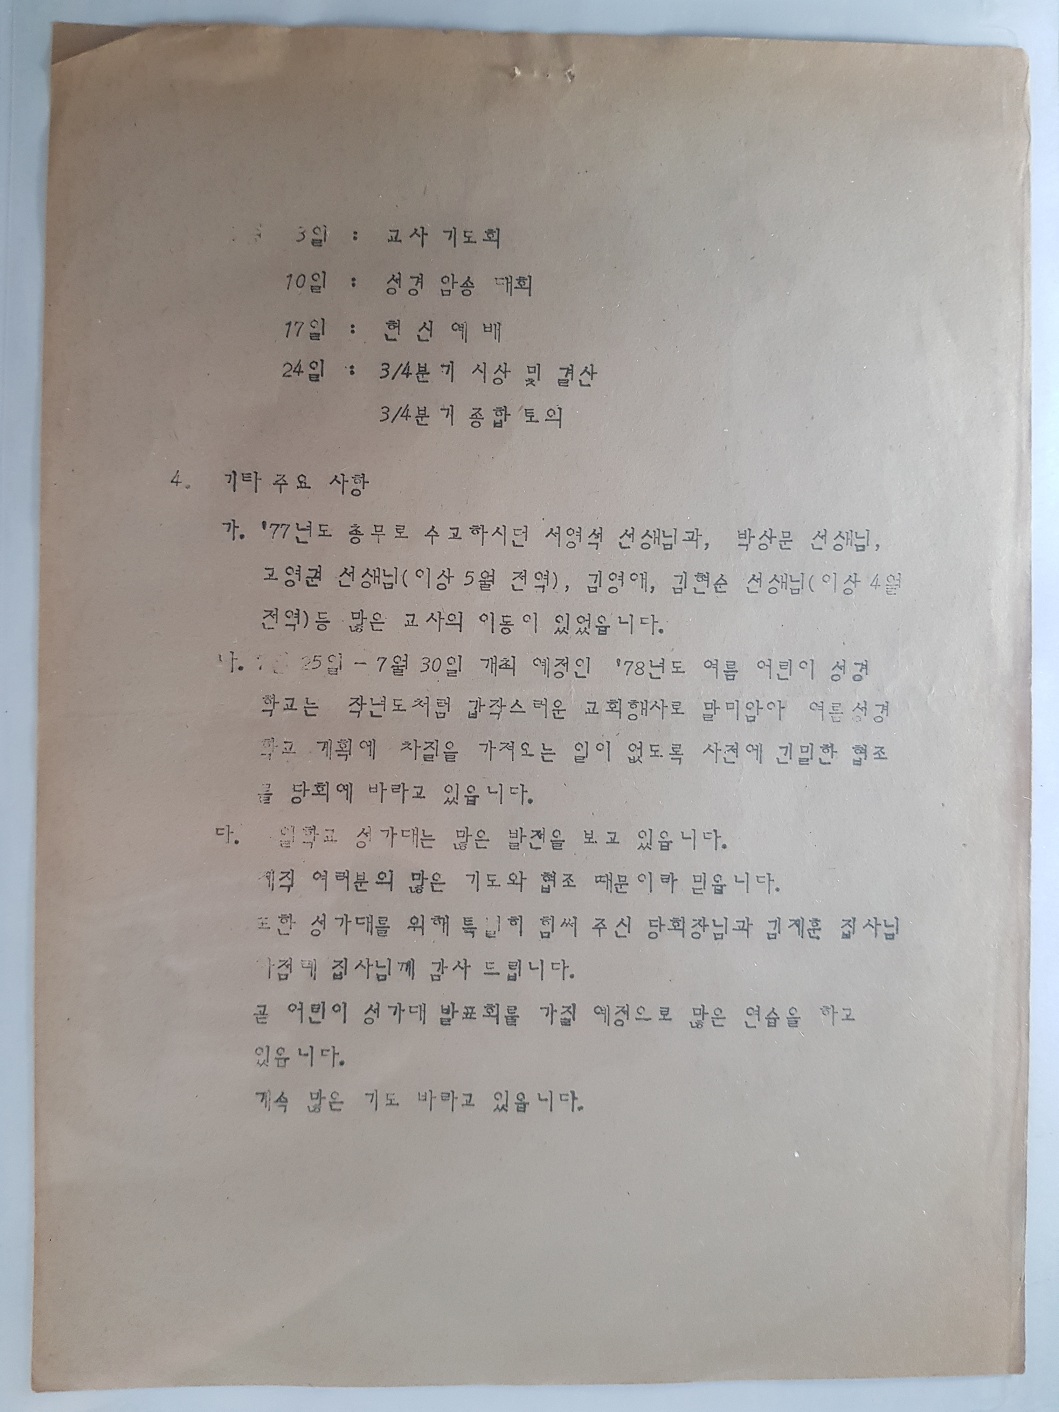 3일 : 교사 기도회
10일 : 성경 암송 대회
17일 : 헌신예배
24일 : 3/4분기 시상 및 결산
3/4분기 종합토의
4. 기타 주요 사항
가. '77년도 총무로 수고하시던 서영석 선생님과, 박상문 선생님,
고영권 선생님(이상 5월 전역), 김영애, 김현순 선생님(이상 4월
전역)등 많은 교사의 이동이 있었읍니다.
나. 25일 - 7월 30일 개최 예정인 '78년도 여름 어린이 성경
학교는 작년도처럼 갑작스러운 교회행사로 말미암아 여름성경
학교 계획에 차질을 가져오는 일이 없도록 사전에 긴밀한 협조
를 당회에 바라고 있읍니다.
다. 일학교 성가대는 많은 발전을 보고 있읍니다.
제직 여러분의 많은 기도와 협조 때문이라 믿읍니다.
또한 성가대를 위해 특별히 힘써 주신 당회장님과 김재훈 집사님
집사님께 감사 드립니다.
곧 어린이 성가대 발표회를 가질 예정으로 많은 연습을 하고
있읍니다.
계속 많은 기도 바라고 있읍니다.